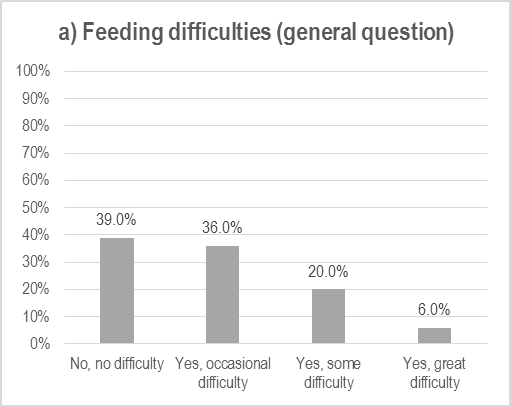 a) Feeding difficulties (general question)
100%
90%
80%
70%
60%
50%
40%
30%
20%
10%
0%
39.0%
36.0%
20.0%
6.0%
No, no difficulty
Yes, occasional
difficulty
Yes, some
difficulty
Yes, great
difficulty